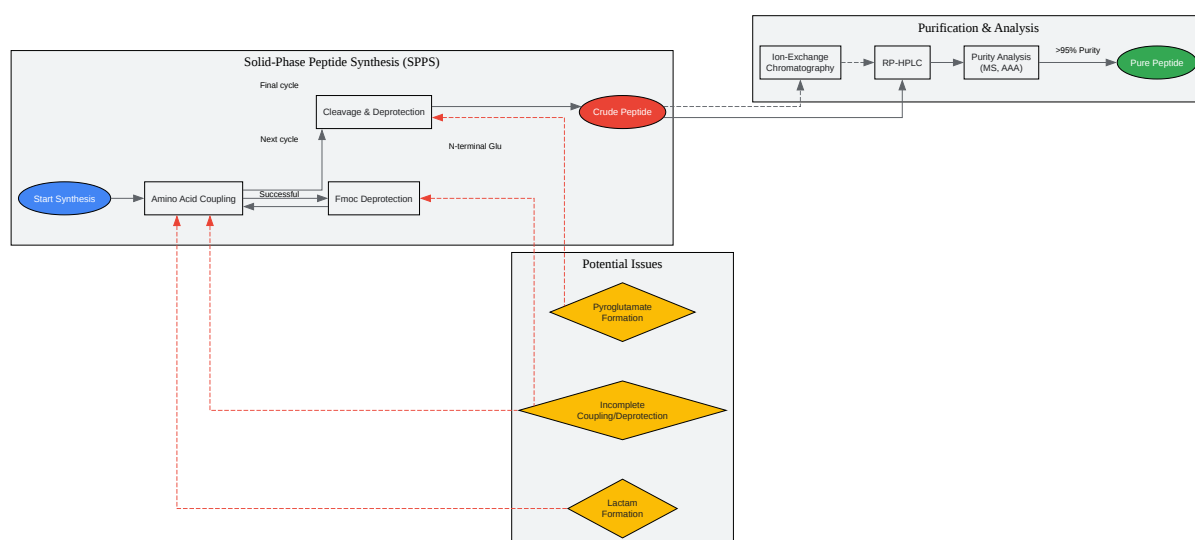 Purification & Analysis
Ion-Exchange
Chromatography
RP-HPLC
Purity Analysis
(MS, AAA)
>95% Purity
Pure Peptide
Solid-Phase Peptide Synthesis (SPPS)
Final cycle
Cleavage & Deprotection
Crude Peptide
Next cycle
N-terminal Glu
Start Synthesis
Amino Acid Coupling
Successful
Fmoc Deprotection
Potential Issues
Pyroglutamate
Formation
Incomplete
Coupling/Deprotection
Lactam
Formation